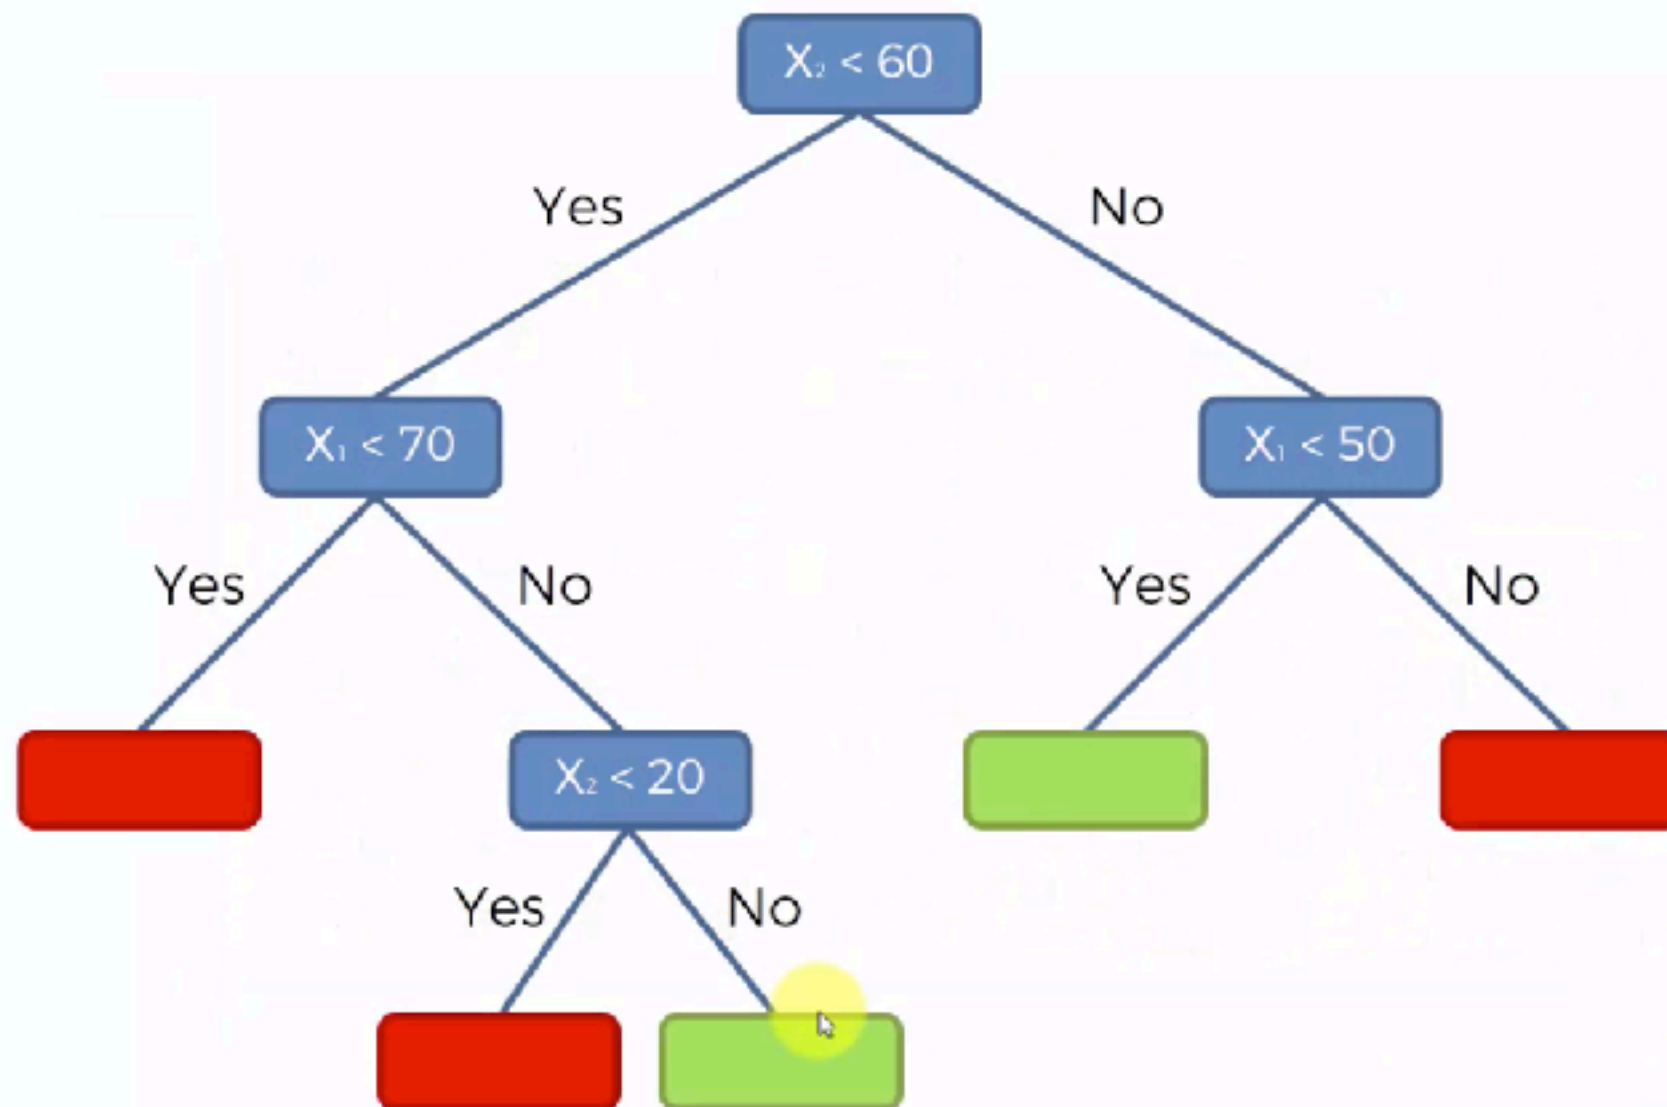 X₂ < 60
Yes
No
X₁ < 70
X₁ < 50
Yes
No
Yes
No
X₂ < 20
Yes
No